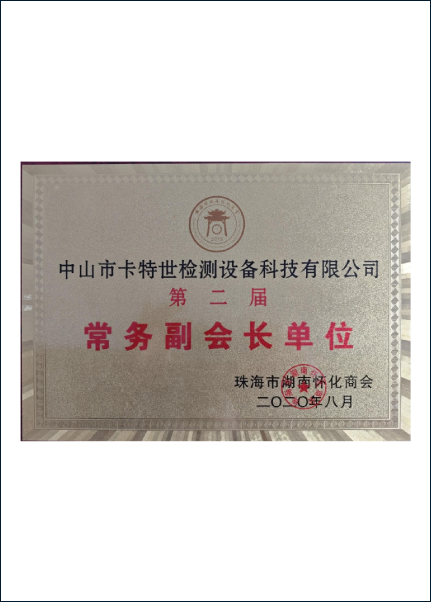 中山市卡特世检测设备科技有限公司
第二届
常务副会长单位
珠海市湖南怀化商会
二〇二〇年八月